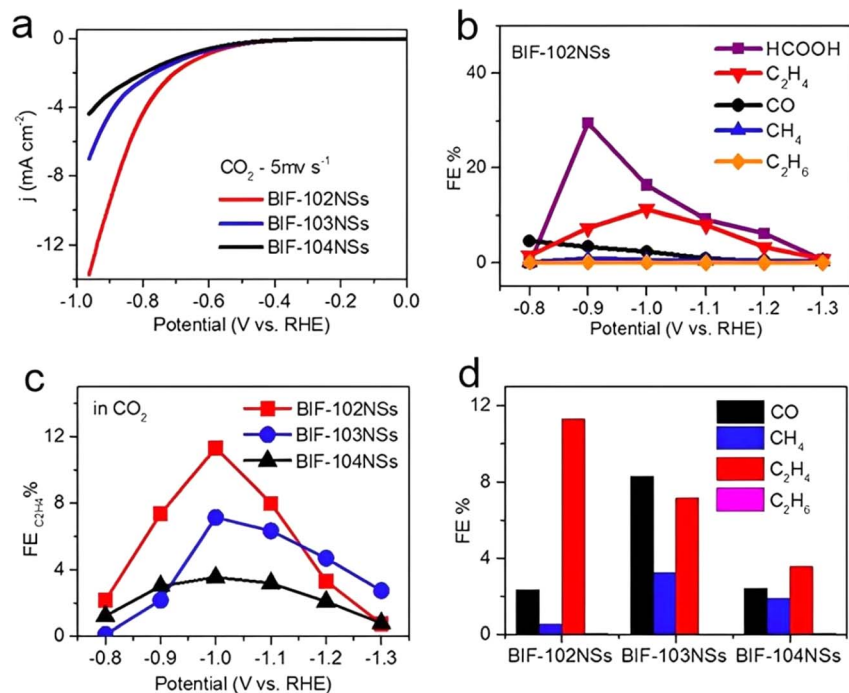 a
0
-4
-8
-12
j (mA cm⁻²)
CO₂ - 5mv s⁻¹
BIF-102NSs
BIF-103NSs
BIF-104NSs
-1.0 -0.8 -0.6 -0.4 -0.2 0.0
Potential (V vs. RHE)
b
BIF-102NSs
HCOOH
C₂H₄
CO
CH₄
C₂H₆
40
20
0
FE %
-0.8 -0.9 -1.0 -1.1 -1.2 -1.3
Potential (V vs. RHE)
c
in CO₂
BIF-102NSs
BIF-103NSs
BIF-104NSs
12
8
4
0
FE C2H4%
-0.8 -0.9 -1.0 -1.1 -1.2 -1.3
Potential (V vs. RHE)
d
12
8
4
0
FE %
CO
CH₄
C₂H₄
C₂H₆
BIF-102NSs BIF-103NSs BIF-104NSs